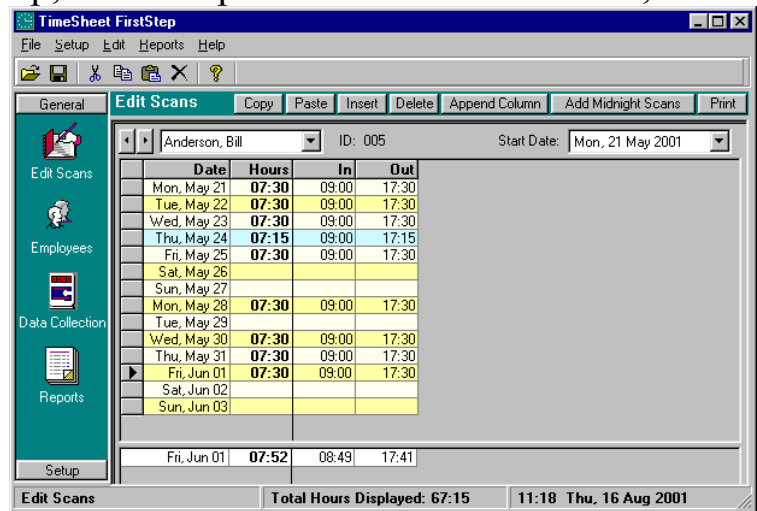 TimeSheet FirstStep
File Setup Edit Reports Help
General
Edit Scans Copy Paste Insert Delete Append Column Add Midnight Scans Print
Anderson, Bill ID: 005 Start Date: Mon, 21 May 2001
Edit Scans
Employees
Data Collection
Reports
Setup
Date Hours In Out
Mon, May 21 07:30 09:00 17:30
Tue, May 22 07:30 09:00 17:30
Wed, May 23 07:30 09:00 17:30
Thu, May 24 07:15 09:00 17:15
Fri, May 25 07:30 09:00 17:30
Sat, May 26
Sun, May 27
Mon, May 28 07:30 09:00 17:30
Tue, May 29
Wed, May 30 07:30 09:00 17:30
Thu, May 31 07:30 09:00 17:30
Fri, Jun 01 07:30 09:00 17:30
Sat, Jun 02
Sun, Jun 03
Fri, Jun 01 07:52 08:49 17:41
Edit Scans Total Hours Displayed: 67:15 11:18 Thu, 16 Aug 2001